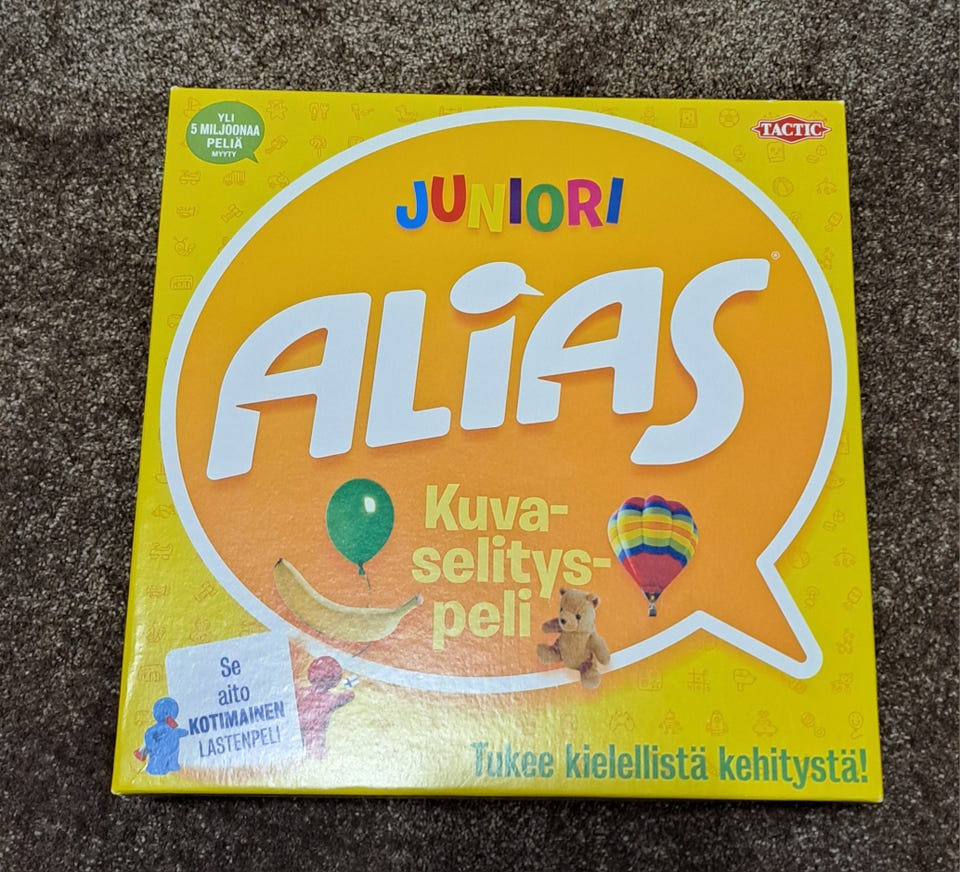 YLI
5 MILJOONAA
PELIÄ
MYYTY
TACTIC
JUNIORI
ALiAS®
Kuva-
selitys-
peli
Se
aito
KOTIMAINEN
LASTENPELI
Tukee kielellistä kehitystä!